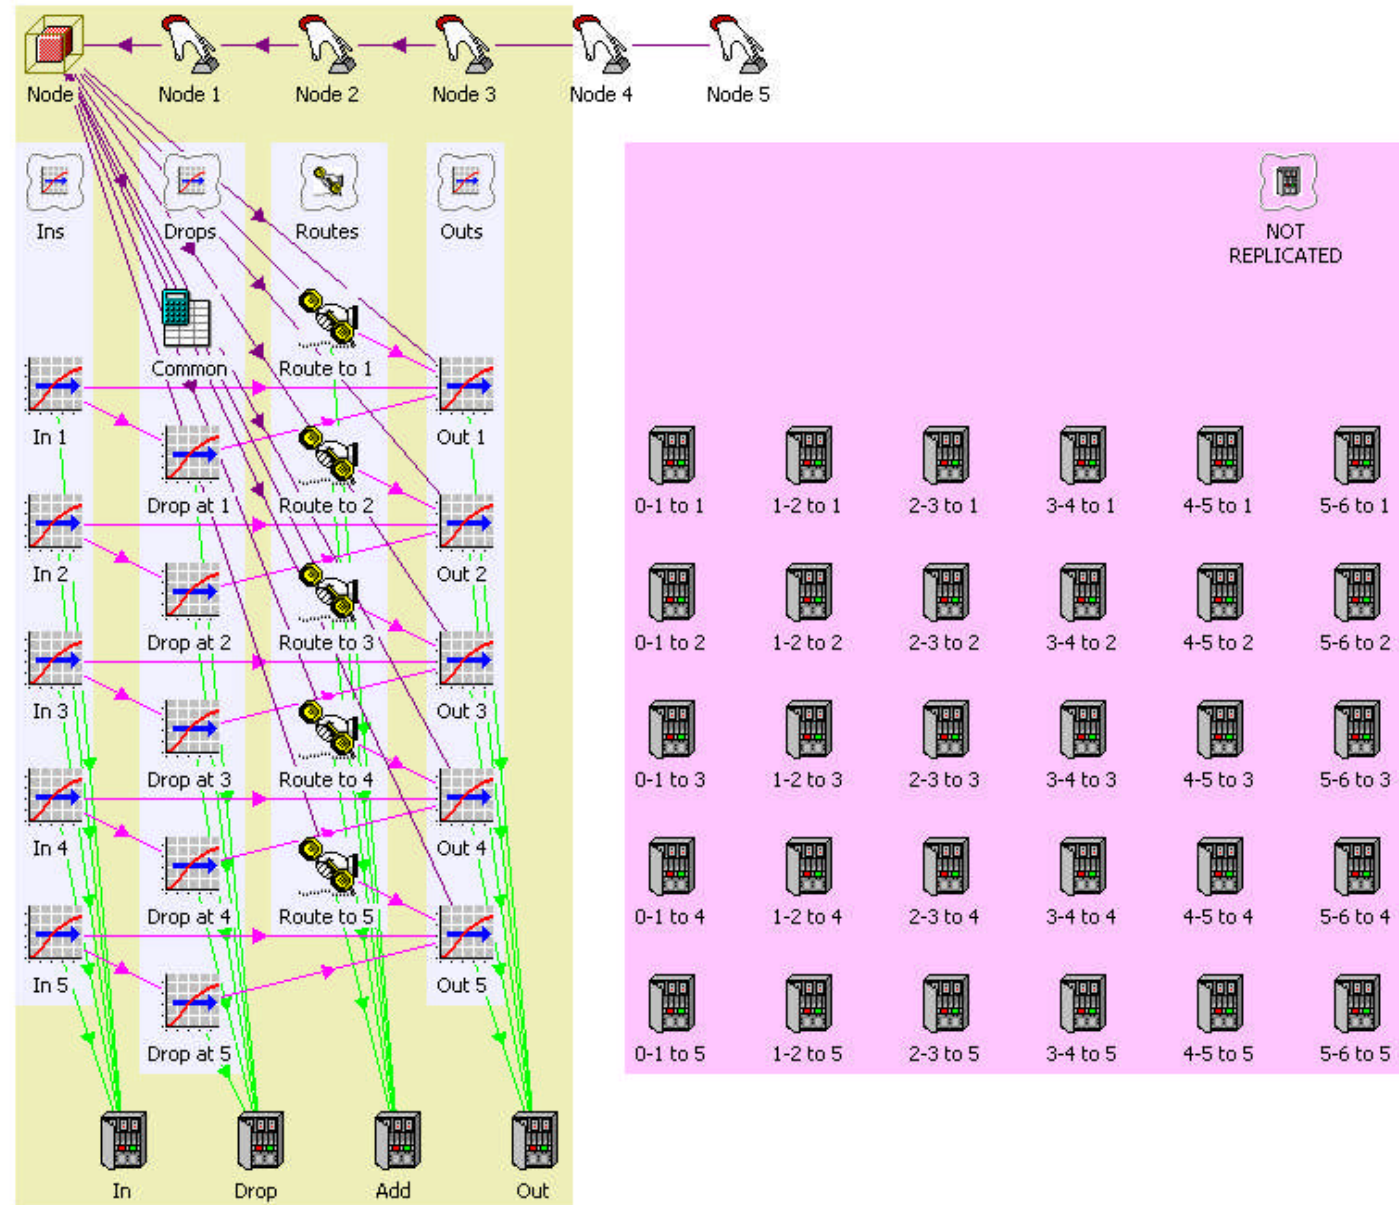 Node Node 1 Node 2 Node 3 Node 4 Node 5
Ins Drops Routes Outs NOT
REPLICATED
Common Route to 1
In 1 Out 1
Drop at 1 Route to 2 0-1 to 1 1-2 to 1 2-3 to 1 3-4 to 1 4-5 to 1 5-6 to 1
In 2 Out 2
Drop at 2 Route to 3 0-1 to 2 1-2 to 2 2-3 to 2 3-4 to 2 4-5 to 2 5-6 to 2
In 3 Out 3
Drop at 3 Route to 4 0-1 to 3 1-2 to 3 2-3 to 3 3-4 to 3 4-5 to 3 5-6 to 3
In 4 Out 4
Drop at 4 Route to 5 0-1 to 4 1-2 to 4 2-3 to 4 3-4 to 4 4-5 to 4 5-6 to 4
In 5 Out 5
Drop at 5 0-1 to 5 1-2 to 5 2-3 to 5 3-4 to 5 4-5 to 5 5-6 to 5
In Drop Add Out